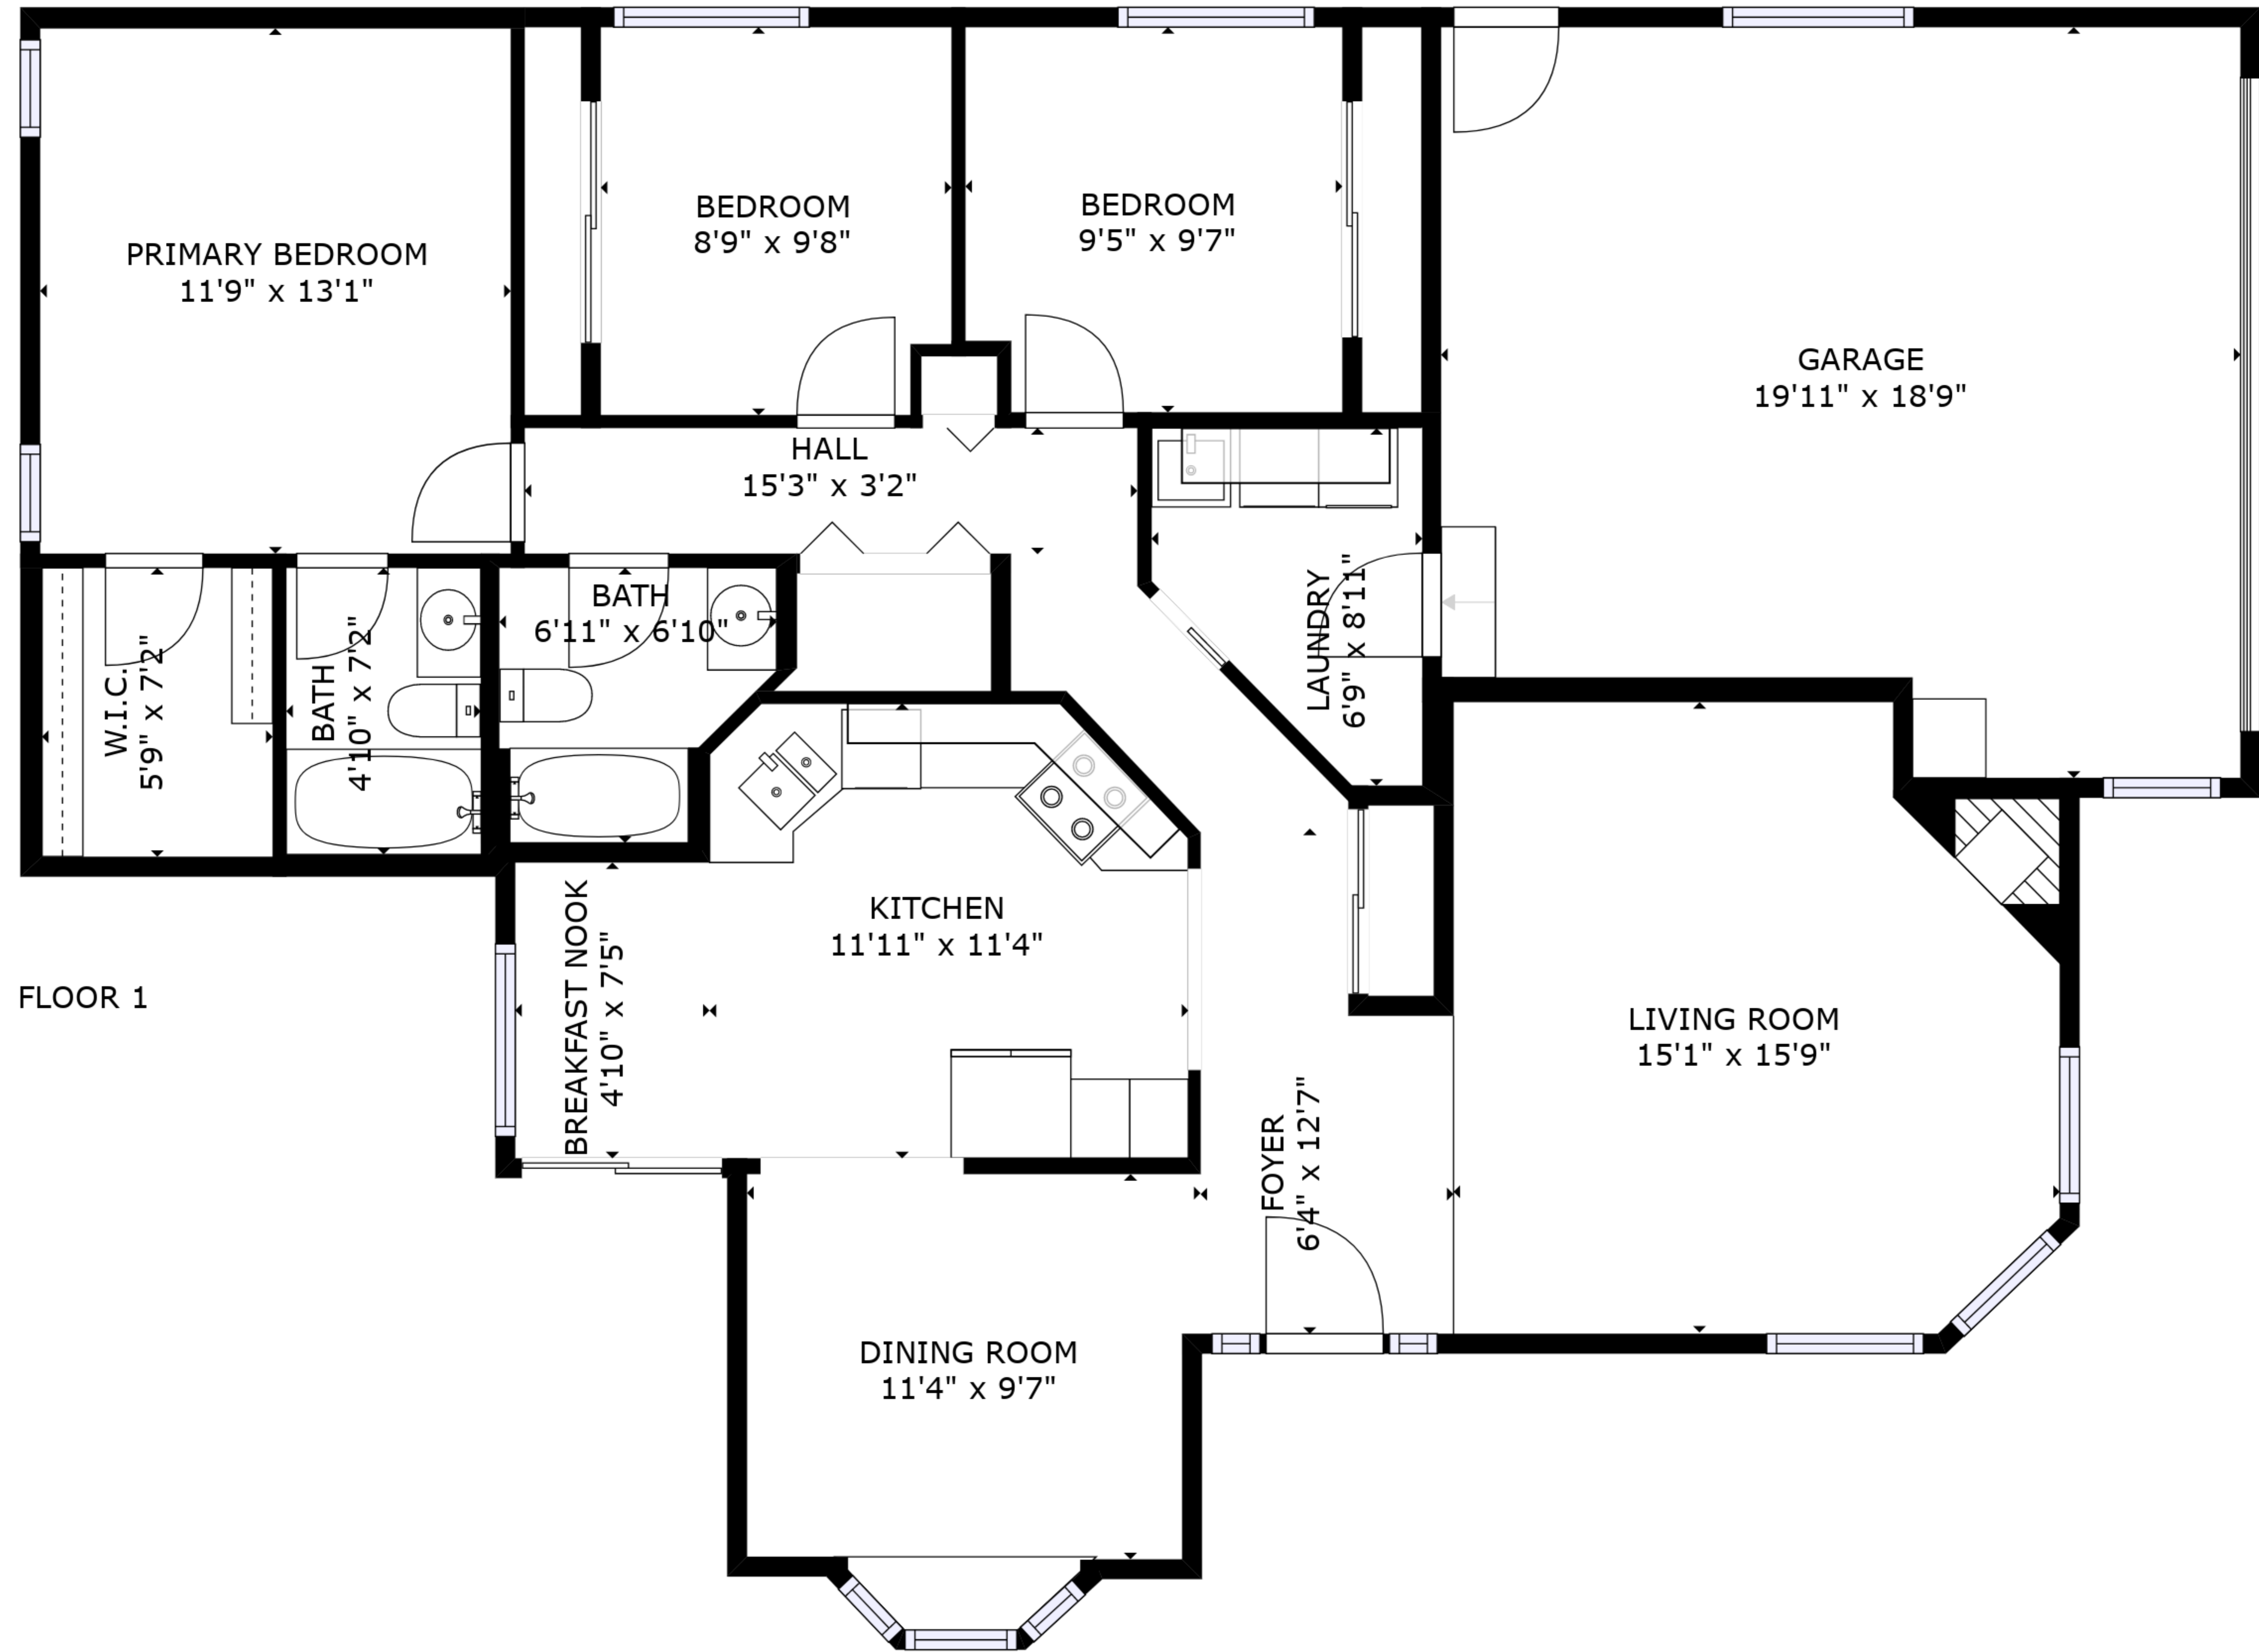 PRIMARY BEDROOM
11'9" x 13'1"
BEDROOM
8'9" x 9'8"
BEDROOM
9'5" x 9'7"
GARAGE
19'11" x 18'9"
HALL
15'3" x 3'2"
W.I.C.
5'9" x 7'2"
BATH
4'10" x 7'2"
BATH
6'11" x 6'10"
LAUNDRY
6'9" x 8'11"
KITCHEN
11'11" x 11'4"
BREAKFAST NOOK
4'10" x 7'5"
FLOOR 1
LIVING ROOM
15'1" x 15'9"
FOYER
6'4" x 12'7"
DINING ROOM
11'4" x 9'7"